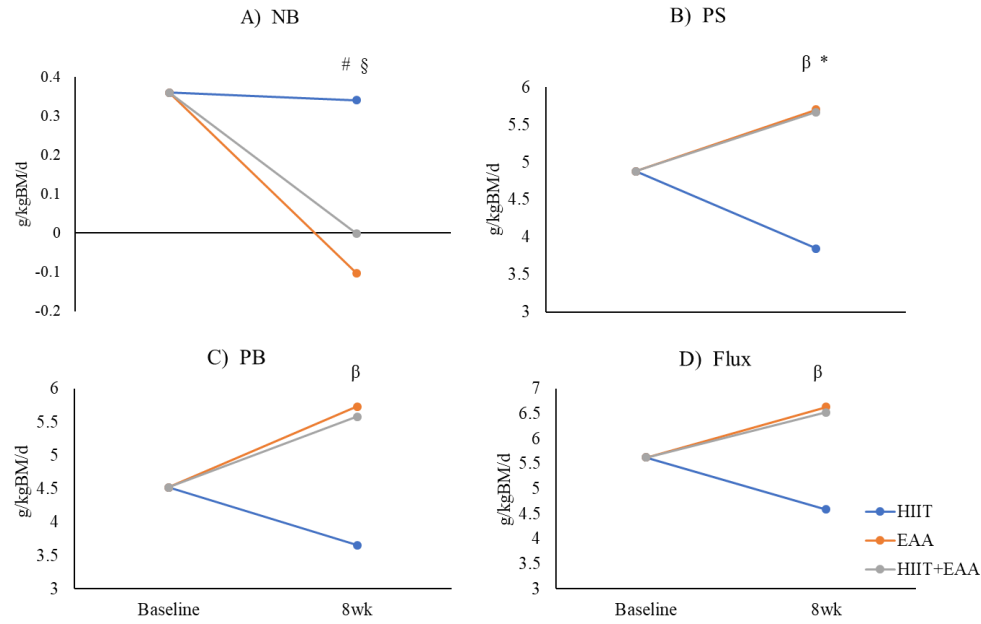 A) NB
# §
g/kgBM/d
0.4
0.3
0.2
0.1
0
-0.1
-0.2
B) PS
β *
g/kgBM/d
6
5.5
5
4.5
4
3.5
3
C) PB
β
g/kgBM/d
6
5.5
5
4.5
4
3.5
3
Baseline 8wk
D) Flux
β
g/kgBM/d
7
6.5
6
5.5
5
4.5
4
3.5
3
Baseline 8wk
HIIT
EAA
HIIT+EAA